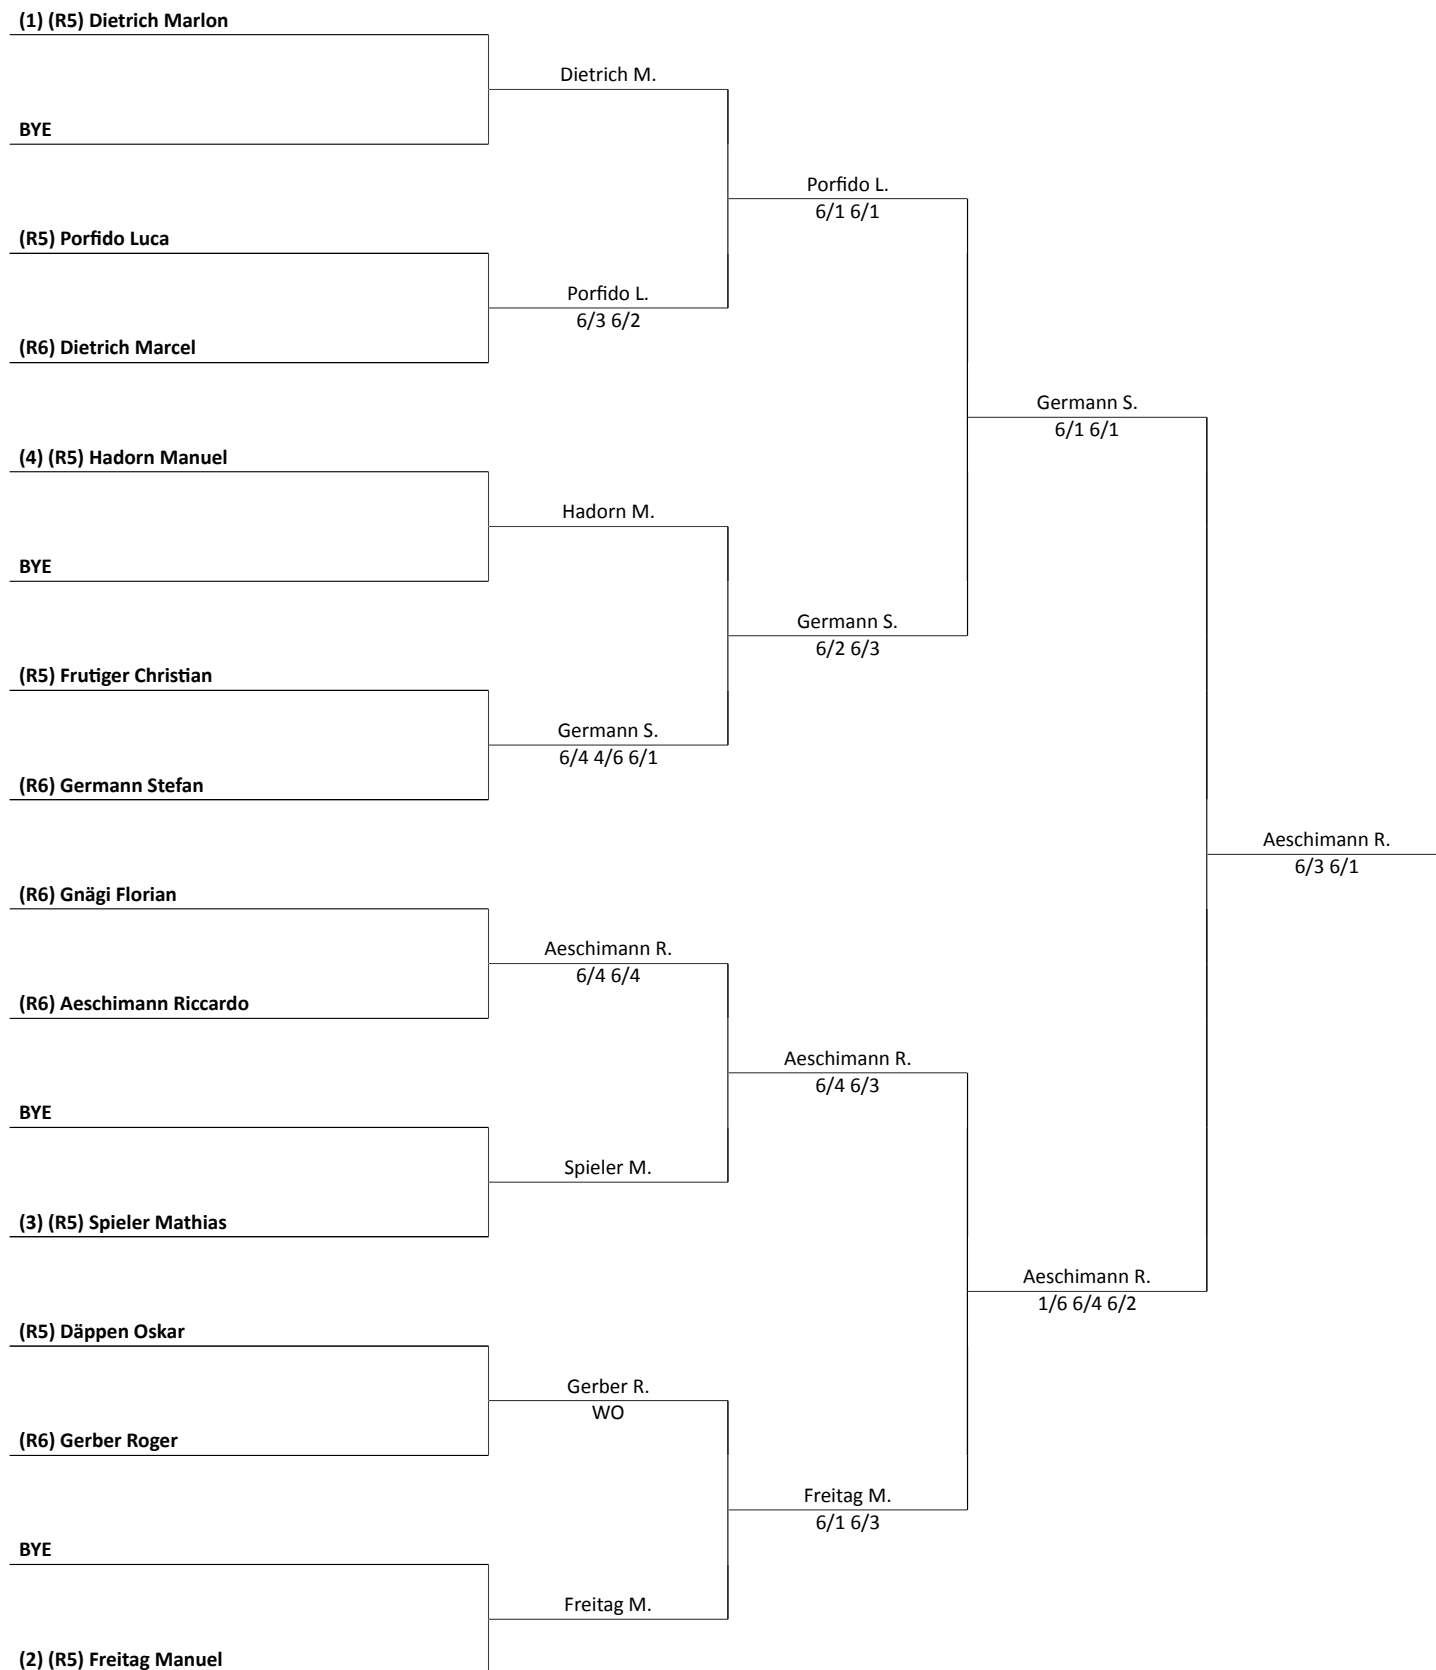 (1) (R5) Dietrich Marlon
Dietrich M.
BYE
Porfido L.
6/1 6/1
(R5) Porfido Luca
Porfido L.
6/3 6/2
(R6) Dietrich Marcel
Germann S.
6/1 6/1
(4) (R5) Hadorn Manuel
Hadorn M.
BYE
Germann S.
6/2 6/3
(R5) Frutiger Christian
Germann S.
6/4 4/6 6/1
(R6) Germann Stefan
Aeschimann R.
6/3 6/1
(R6) Gnägi Florian
Aeschimann R.
6/4 6/4
(R6) Aeschimann Riccardo
Aeschimann R.
6/4 6/3
BYE
Spieler M.
(3) (R5) Spieler Mathias
Aeschimann R.
1/6 6/4 6/2
(R5) Däppen Oskar
Gerber R.
WO
(R6) Gerber Roger
Freitag M.
6/1 6/3
BYE
Freitag M.
(2) (R5) Freitag Manuel